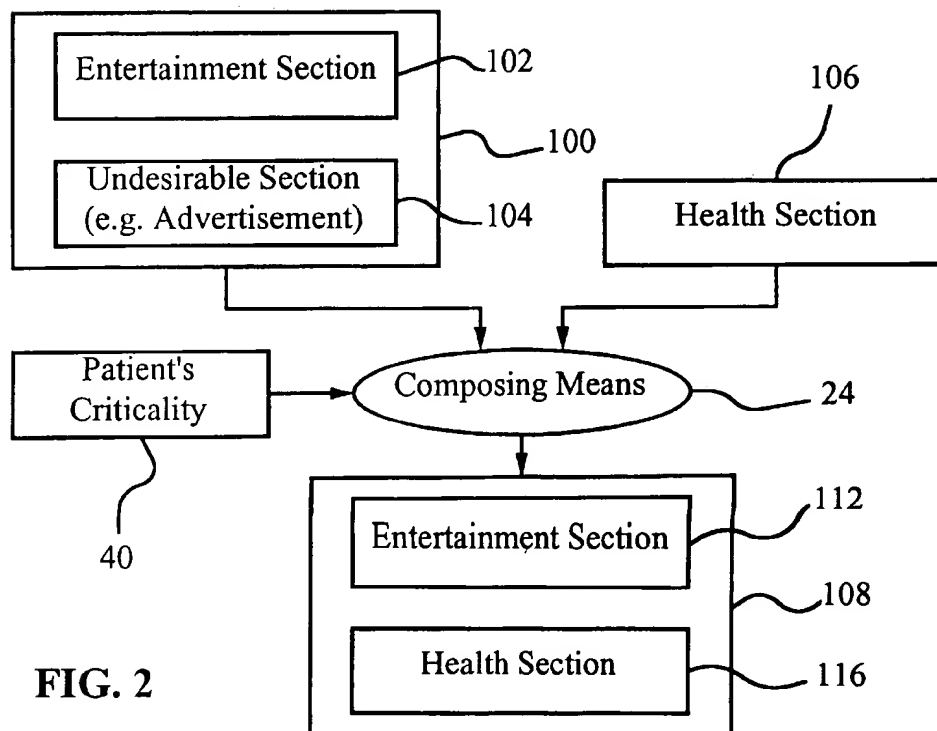 Entertainment Section
102
106
100
Undesirable Section
(e.g. Advertisement)
104
Health Section
Patient's
Criticality
Composing Means
24
40
112
Entertainment Section
108
Health Section
116
FIG. 2